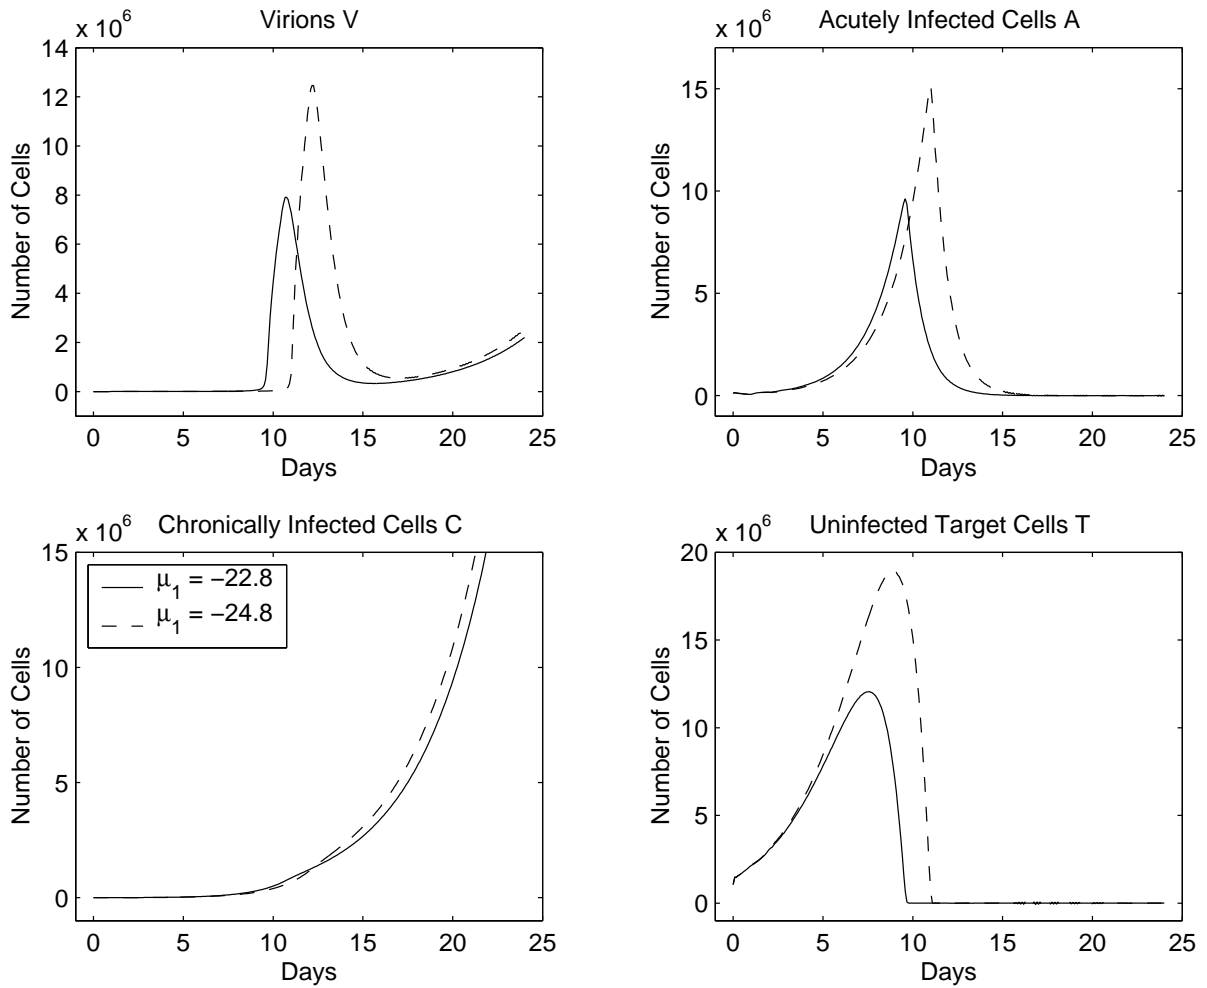 Virions V
x 10^6
Number of Cells
14
12
10
8
6
4
2
0
0 5 10 15 20 25
Days
Acutely Infected Cells A
x 10^6
Number of Cells
15
10
5
0
0 5 10 15 20 25
Days
Chronically Infected Cells C
x 10^6
Number of Cells
15
10
5
0
μ_1 = −22.8
μ_1 = −24.8
0 5 10 15 20 25
Days
Uninfected Target Cells T
x 10^6
Number of Cells
20
15
10
5
0
0 5 10 15 20 25
Days